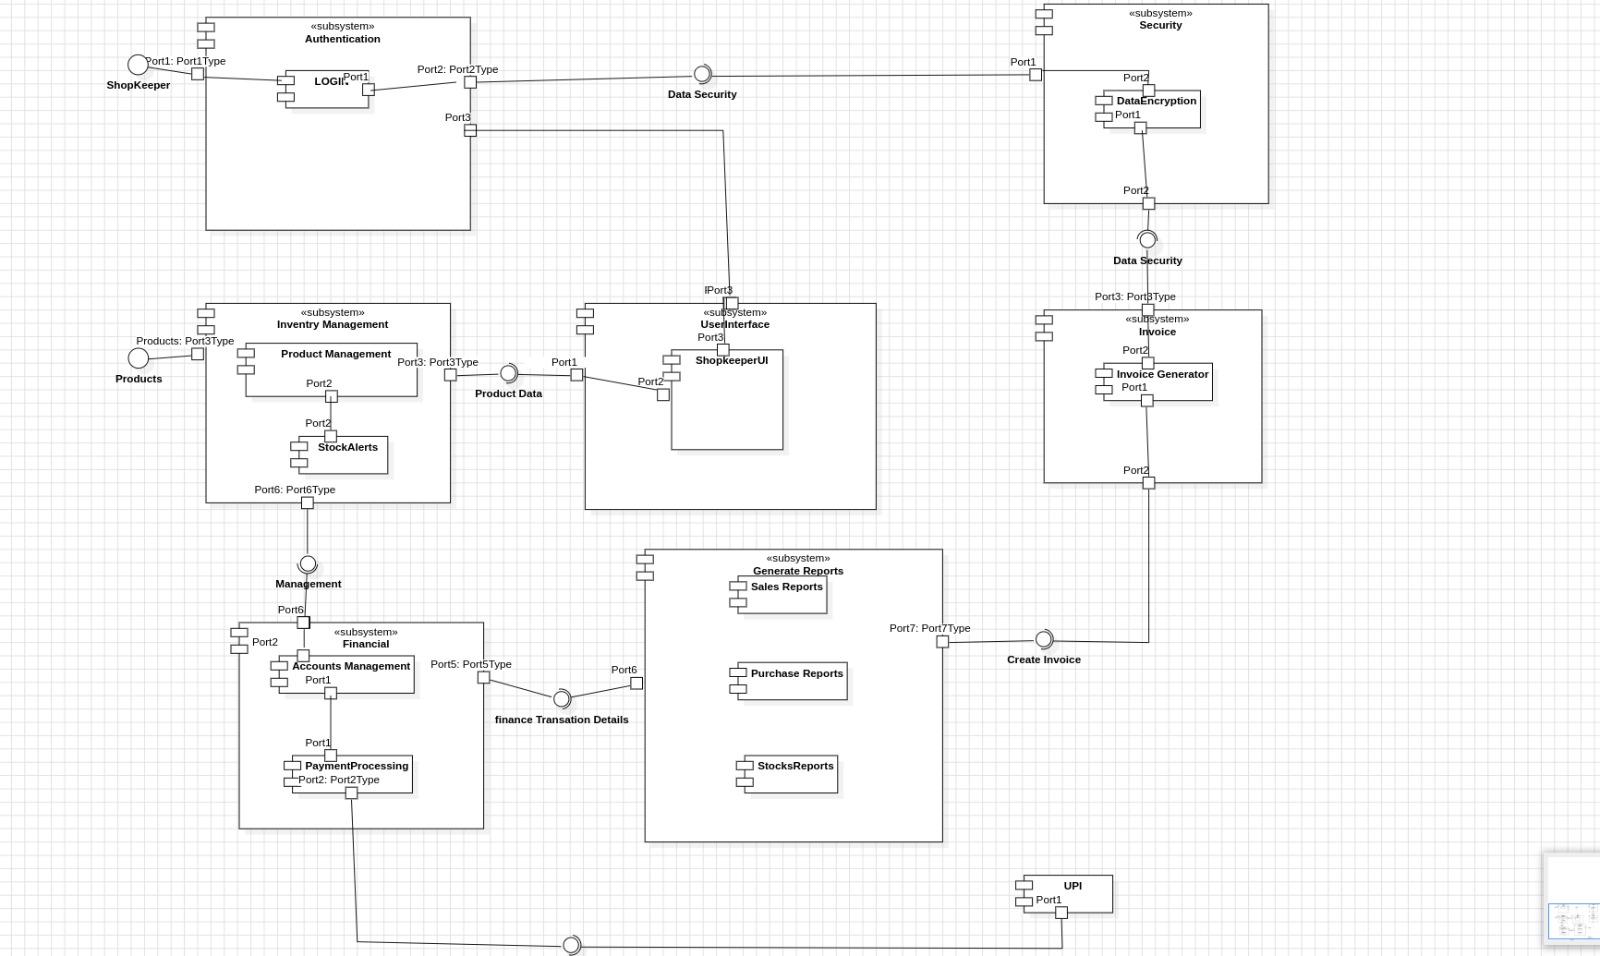 «subsystem»
Authentication
Port1: Port1Type
ShopKeeper
LOGIN
Port1
Port2: Port2Type
Port3
Data Security
«subsystem»
Security
Port1
Port2
DataEncryption
Port1
Port2
Data Security
«subsystem»
Inventry Management
Products: Port3Type
Products
Product Management
Port2
Port2
StockAlerts
Port3: Port3Type
Port6: Port6Type
Product Data
Port3
«subsystem»
UserInterface
Port1
Port3
ShopkeeperUI
Port2
Port3: Port3Type
«subsystem»
Invoice
Port2
Invoice Generator
Port1
Port2
Management
Port6
«subsystem»
Financial
Port2
Accounts Management
Port1
Port1
PaymentProcessing
Port2: Port2Type
Port5: Port5Type
finance Transation Details
Port6
«subsystem»
Generate Reports
Sales Reports
Purchase Reports
StocksReports
Port7: Port7Type
Create Invoice
UPI
Port1